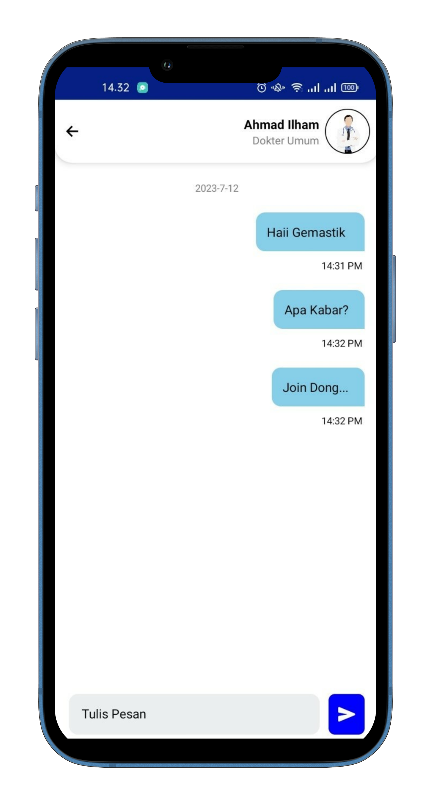 14.32
100
Ahmad Ilham
Dokter Umum
2023-7-12
Haii Gemastik
14:31 PM
Apa Kabar?
14:32 PM
Join Dong...
14:32 PM
Tulis Pesan